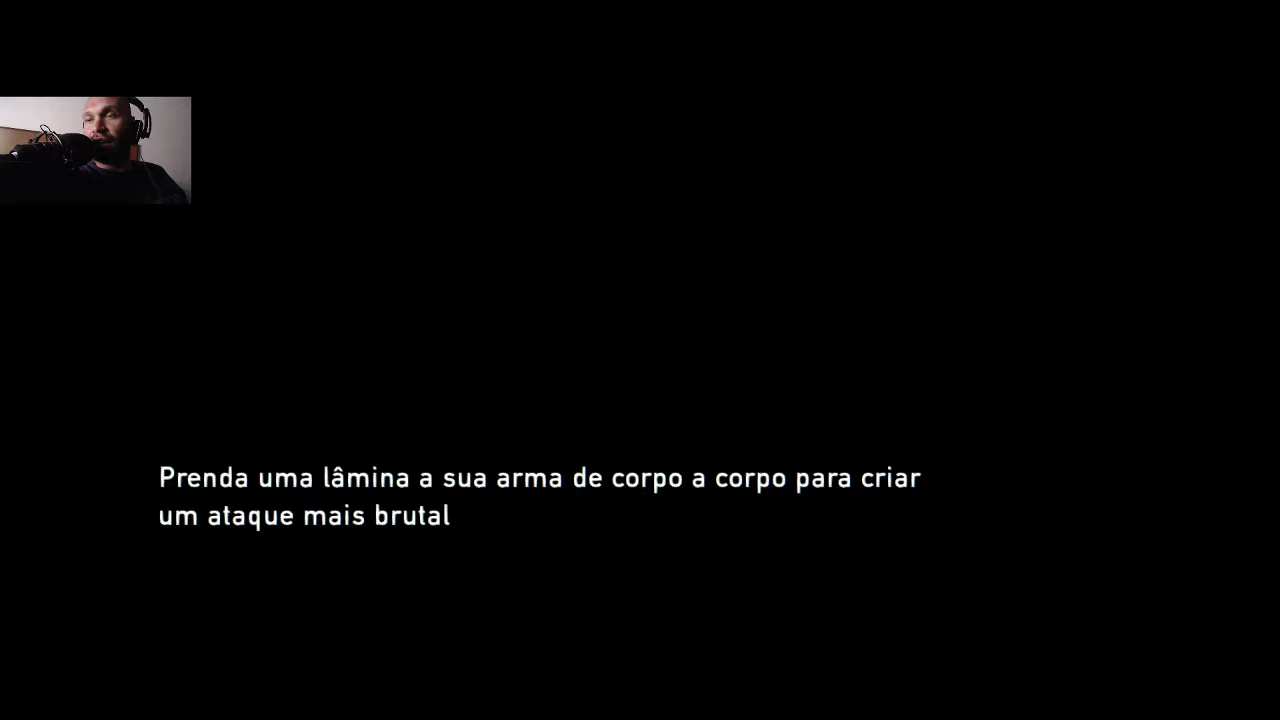 Prenda uma lâmina a sua arma de corpo a corpo para criar
um ataque mais brutal